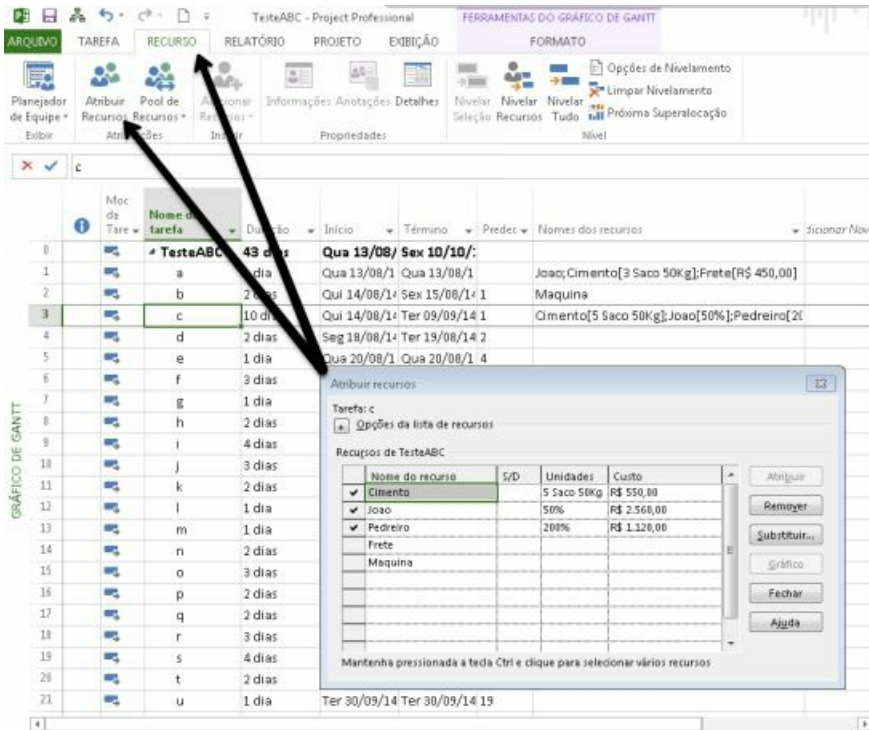 TesteABC - Project Professional
FERRAMENTAS DO GRÁFICO DE GANTT
ARQUIVO TAREFA RECURSO RELATÓRIO PROJETO EXIBIÇÃO FORMATO
Planejador de Equipe
Atribuir Recursos
Pool de Recursos
Informações Anotações Detalhes
Nivelar Seleção
Nivelar Recursos
Nivelar Tudo
Opções de Nivelamento
Limpar Nivelamento
Próxima Superalocação
Exibir
Propriedades
Nível
c
Moc da Tare
Nome
tarefa
Início Término Predec Nomes dos recursos
0 TesteABC 43 Qua 13/08/ Sex 10/10/:
1 a dia Qua 13/08/1 Qua 13/08/1 Joao;Cimento[3 Saco 50Kg];Frete[R$ 450,00]
2 b Qui 14/08/14 Sex 15/08/14 1 Maquina
3 c 10 Qui 14/08/14 Ter 09/09/14 1 Cimento[5 Saco 50Kg];Joao[50%];Pedreiro[20
4 d 2 dias Seg 18/08/14 Ter 19/08/14 2
5 e 1 dia Qua 20/08/1 Qua 20/08/1 4
6 f 3 dias
7 g 1 dia
8 h 2 dias
9 i 4 dias
10 j 3 dias
11 k 2 dias
12 l 1 dia
13 m 1 dia
14 n 2 dias
15 o 3 dias
16 p 2 dias
17 q 2 dias
18 r 3 dias
19 s 4 dias
20 t 2 dias
21 u 1 dia Ter 30/09/14 Ter 30/09/14 19
GRÁFICO DE GANTT
Atribuir recursos
Tarefa: c
+ Opções da lista de recursos
Recursos de TesteABC
Nome do recurso S/D Unidades Custo
Cimento 5 Saco 50Kg R$ 550,00
Joao 50% R$ 2.560,00
Pedreiro 200% R$ 1.120,00
Frete
Maquina
Atribuir
Remover
Substituir...
Gráfico
Fechar
Ajuda
Mantenha pressionada a tecla Ctrl e clique para selecionar vários recursos